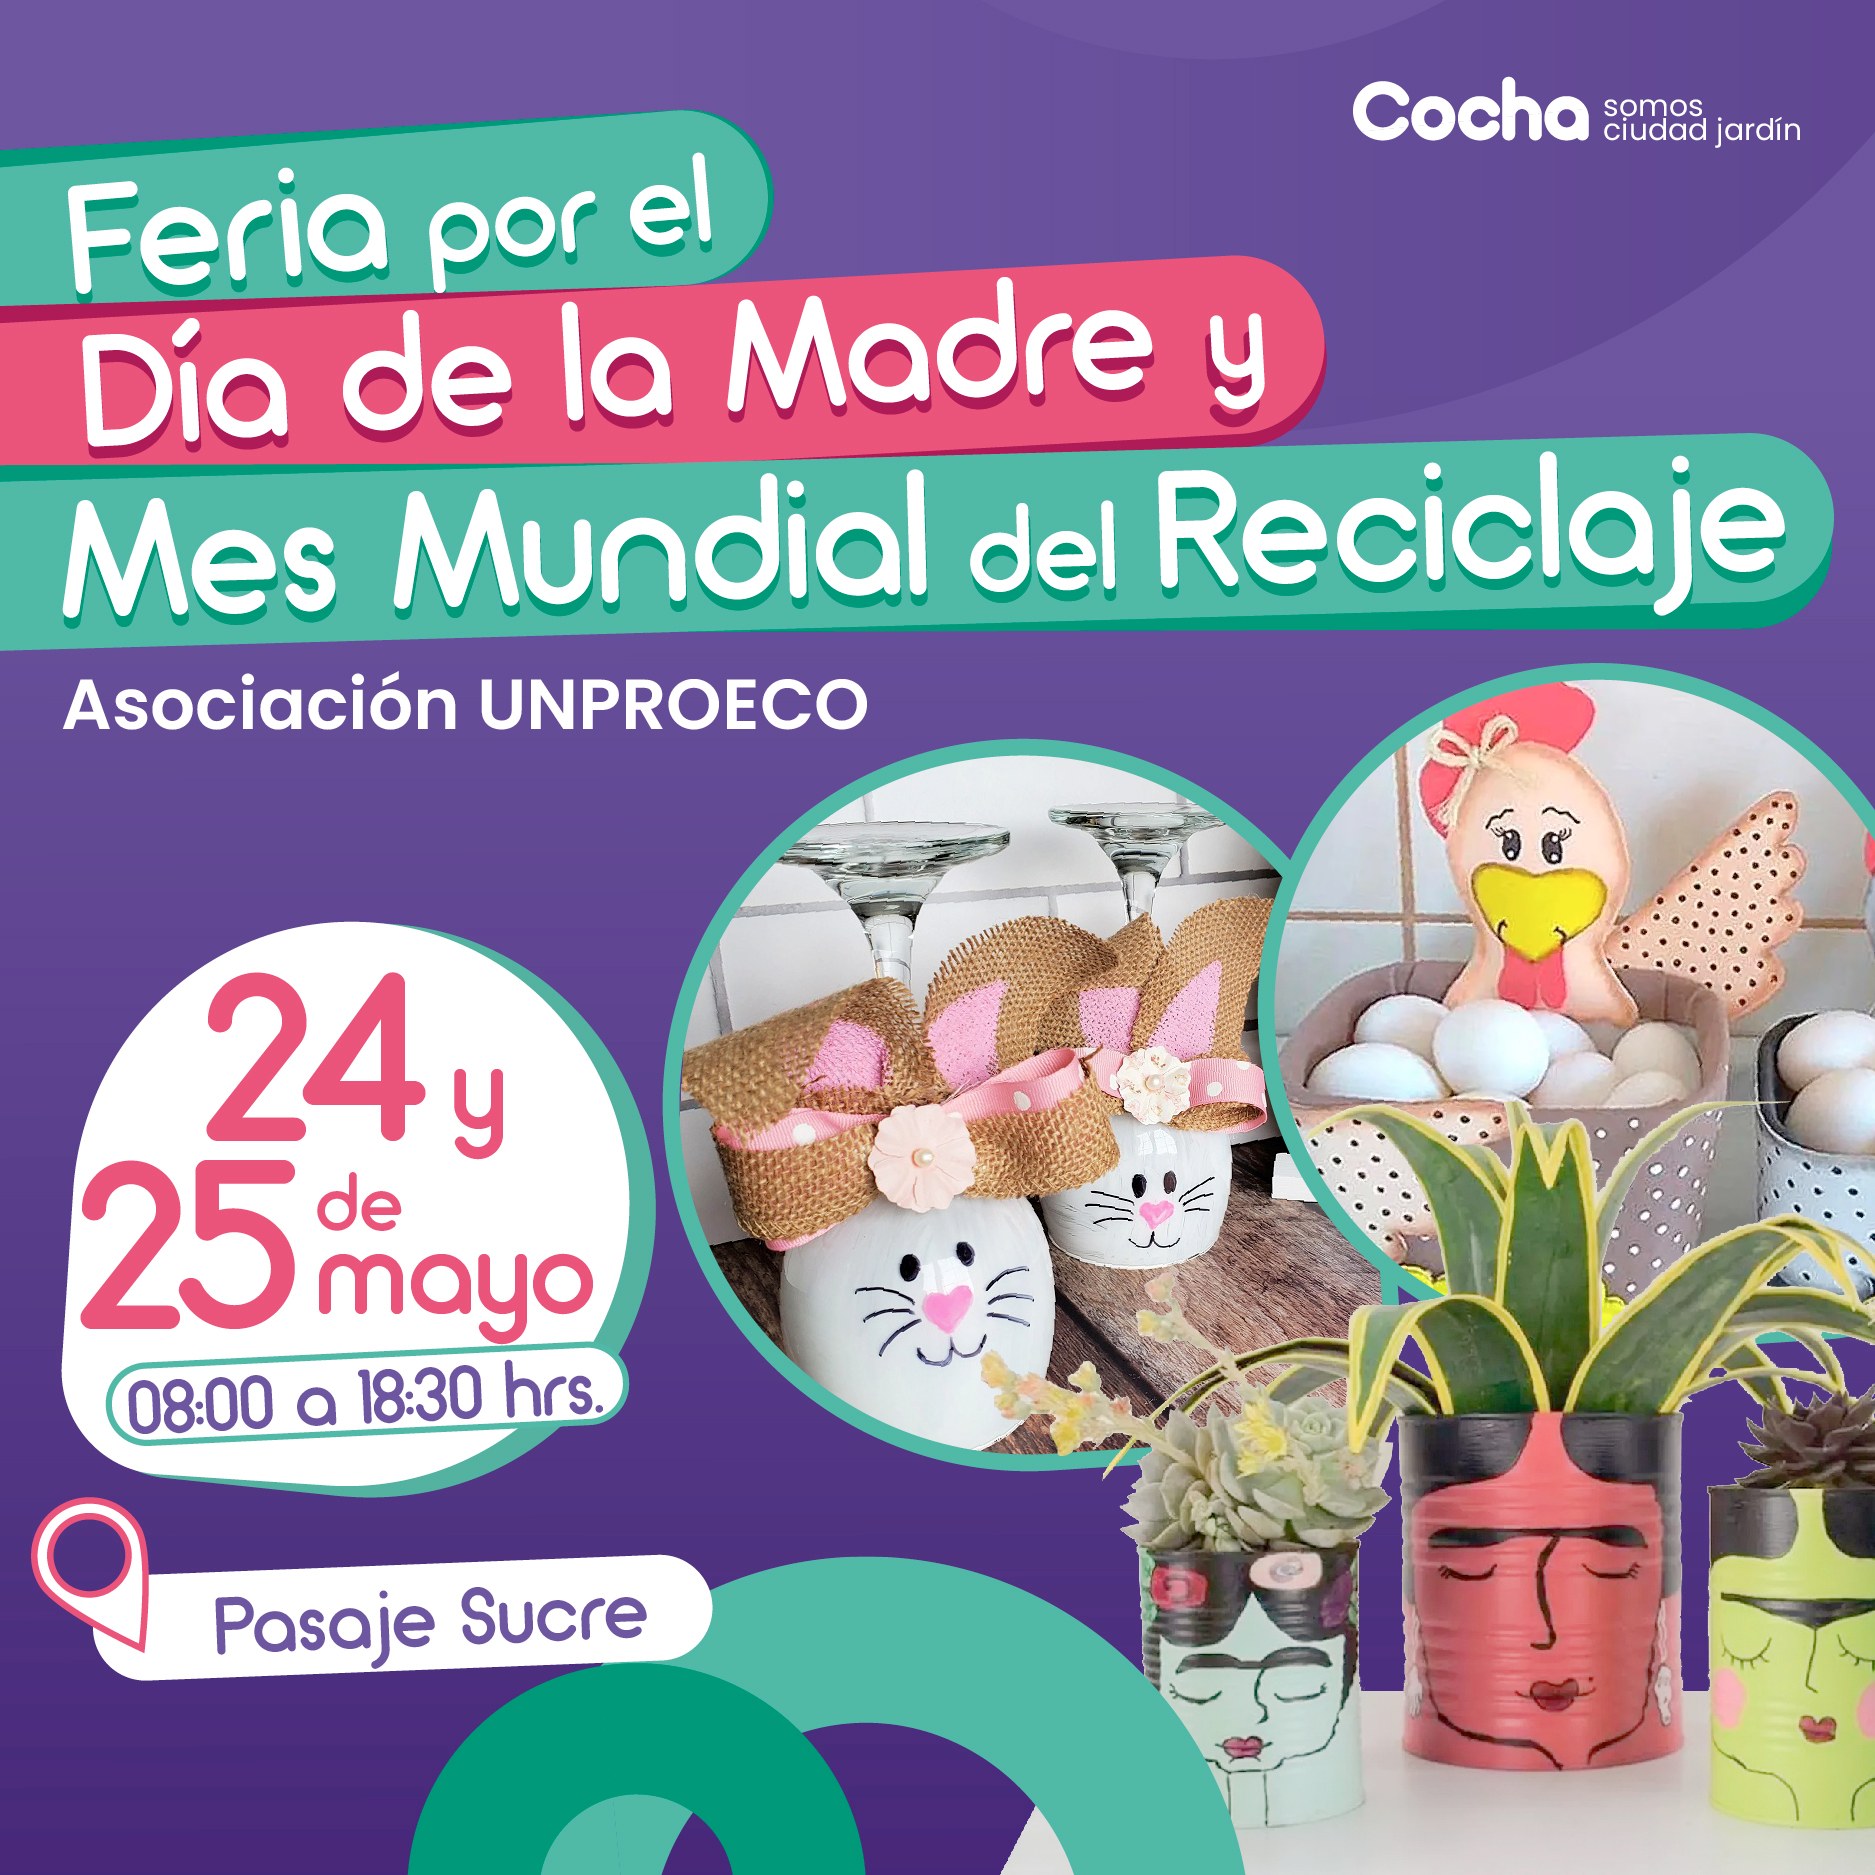 Cocha somos
ciudad jardín
Feria por el
Día de la Madre y
Mes Mundial del Reciclaje
Asociación UNPROECO
24 y
25 de
mayo
08:00 a 18:30 hrs.
Pasaje Sucre